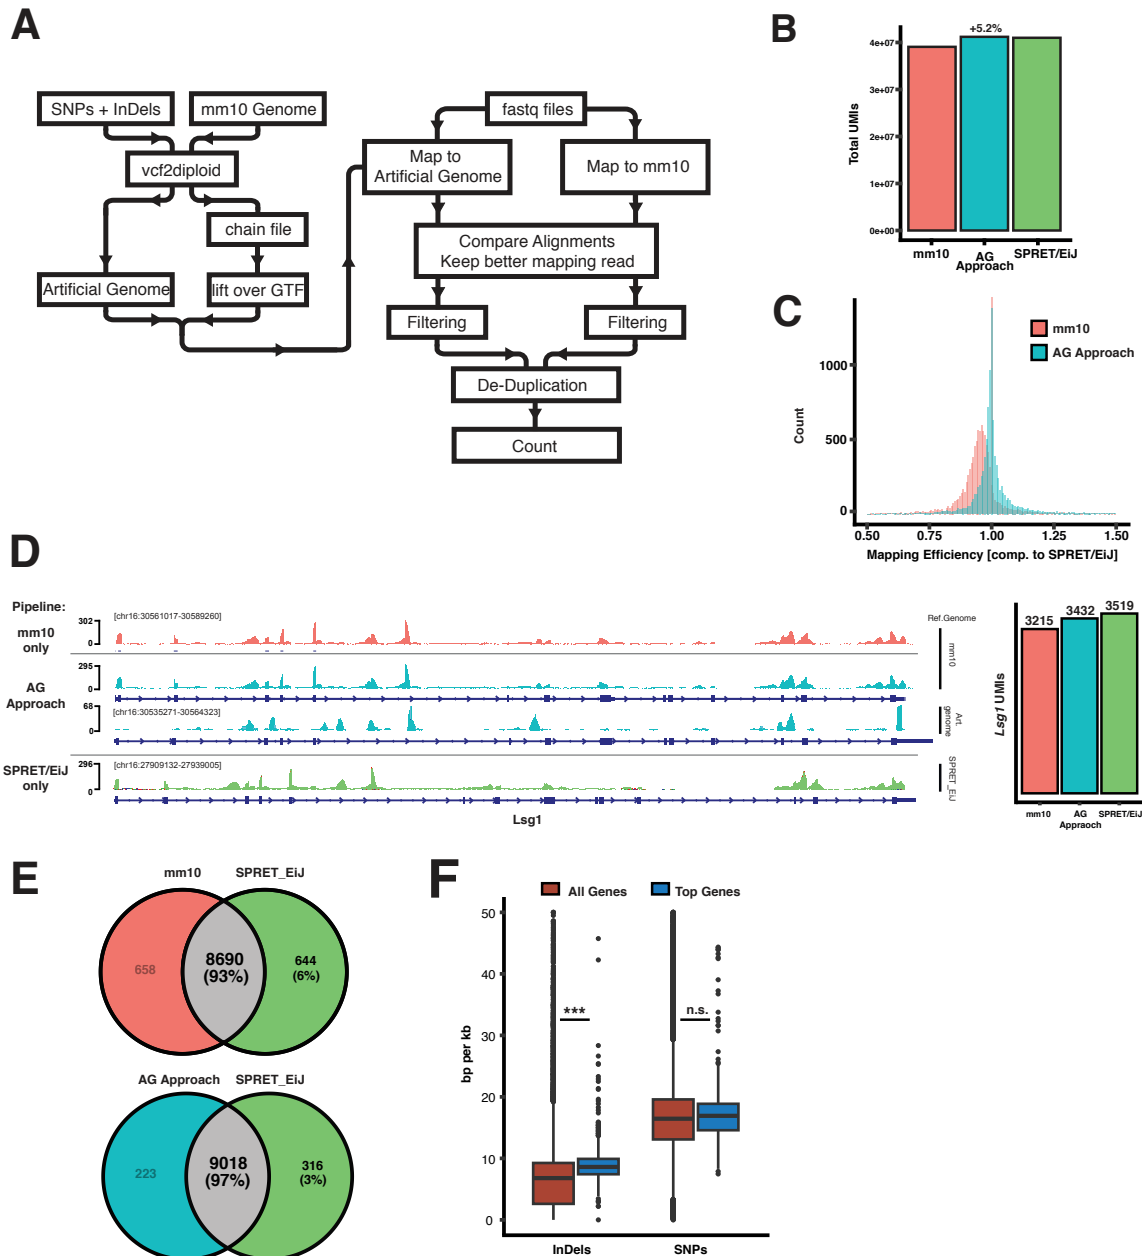 A
SNPs + InDels
mm10 Genome
vcf2diploid
chain file
Artificial Genome
lift over GTF
fastq files
Map to
Artificial Genome
Map to mm10
Compare Alignments
Keep better mapping read
Filtering
Filtering
De-Duplication
Count
B
Total UMIs
4e+07
3e+07
2e+07
1e+07
0e+00
+5.2%
mm10
AG
Approach
SPRET/EiJ
C
Count
1000
500
0
mm10
AG Approach
0.50
0.75
1.00
1.25
1.50
Mapping Efficiency [comp. to SPRET/EiJ]
D
Pipeline:
mm10
only
302
0
[chr16:30561017-30589260]
Ref.Genome
mm10
AG
Approach
295
0
68
0
[chr16:30535271-30564323]
Art.
genome
SPRET/EiJ
only
296
0
[chr16:27909132-27939005]
SPRET_EiJ
Lsg1
Lsg1 UMIs
3215
3432
3519
mm10
AG
Appraoch
SPRET/EiJ
E
mm10
SPRET_EiJ
658
8690
(93%)
644
(6%)
AG Approach
SPRET_EiJ
223
9018
(97%)
316
(3%)
F
All Genes
Top Genes
bp per kb
50
40
30
20
10
0
***
n.s.
InDels
SNPs